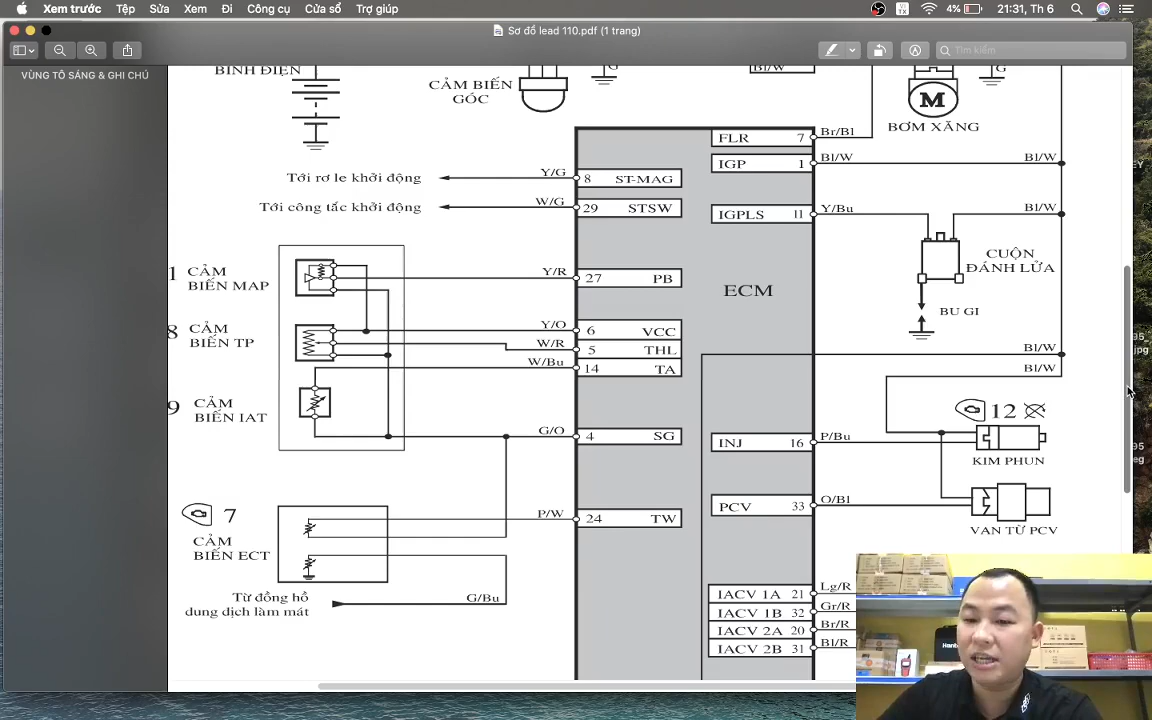 Xem trước Tệp Sửa Xem Đi Công cụ Cửa sổ Trợ giúp
4% 21:31, Th 6
Sơ đồ lead 110.pdf (1 trang)
Tìm kiếm
VÙNG TÔ SÁNG & GHI CHÚ
BÌNH ĐIỆN
CẢM BIẾN
GÓC
G
Bl/W
G
M
BƠM XĂNG
FLR 7 Br/Bl
IGP 1 Bl/W Bl/W
Tới rơ le khởi động Y/G 8 ST-MAG
Tới công tắc khởi động W/G 29 STSW
IGPLS 11 Y/Bu Bl/W
CUỘN
ĐÁNH LỬA
BU GI
1 CẢM
BIẾN MAP
Y/R 27 PB
ECM
8 CẢM
BIẾN TP
Y/O 6 VCC
W/R 5 THL
W/Bu 14 TA
Bl/W
Bl/W
9 CẢM
BIẾN IAT
G/O 4 SG
12
INJ 16 P/Bu
KIM PHUN
PCV 33 O/Bl
VAN TỪ PCV
7
CẢM
BIẾN ECT
P/W 24 TW
Từ đồng hồ
dung dịch làm mát
G/Bu
IACV 1A 21 Lg/R
IACV 1B 32 Gr/R
IACV 2A 20 Br/R
IACV 2B 31 Bl/R